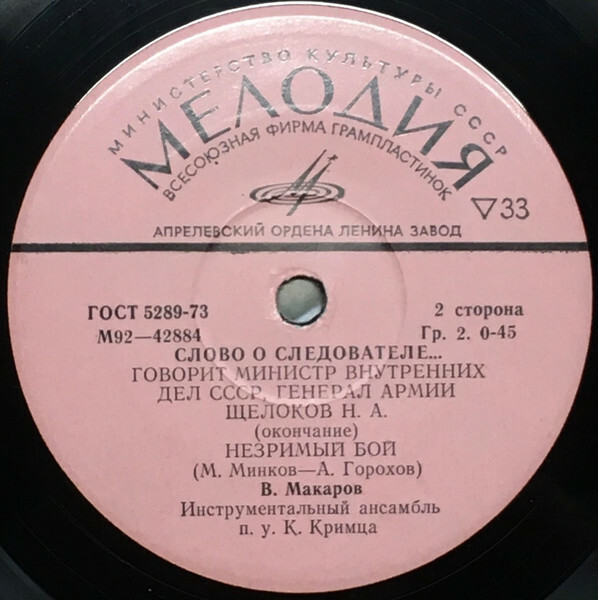 МИНИСТЕРСТВО КУЛЬТУРЫ СССР
МЕЛОДИЯ
ВСЕСОЮЗНАЯ ФИРМА ГРАМПЛАСТИНОК
▽33
АПРЕЛЕВСКИЙ ОРДЕНА ЛЕНИНА ЗАВОД
ГОСТ 5289-73
2 сторона
М92—42884
Гр. 2. 0-45
СЛОВО О СЛЕДОВАТЕЛЕ...
ГОВОРИТ МИНИСТР ВНУТРЕННИХ
ДЕЛ СССР, ГЕНЕРАЛ АРМИИ
ЩЕЛОКОВ Н. А.
(окончание)
НЕЗРИМЫЙ БОЙ
(М. Минков—А. Горохов)
В. Макаров
Инструментальный ансамбль
п. у. К. Кримца